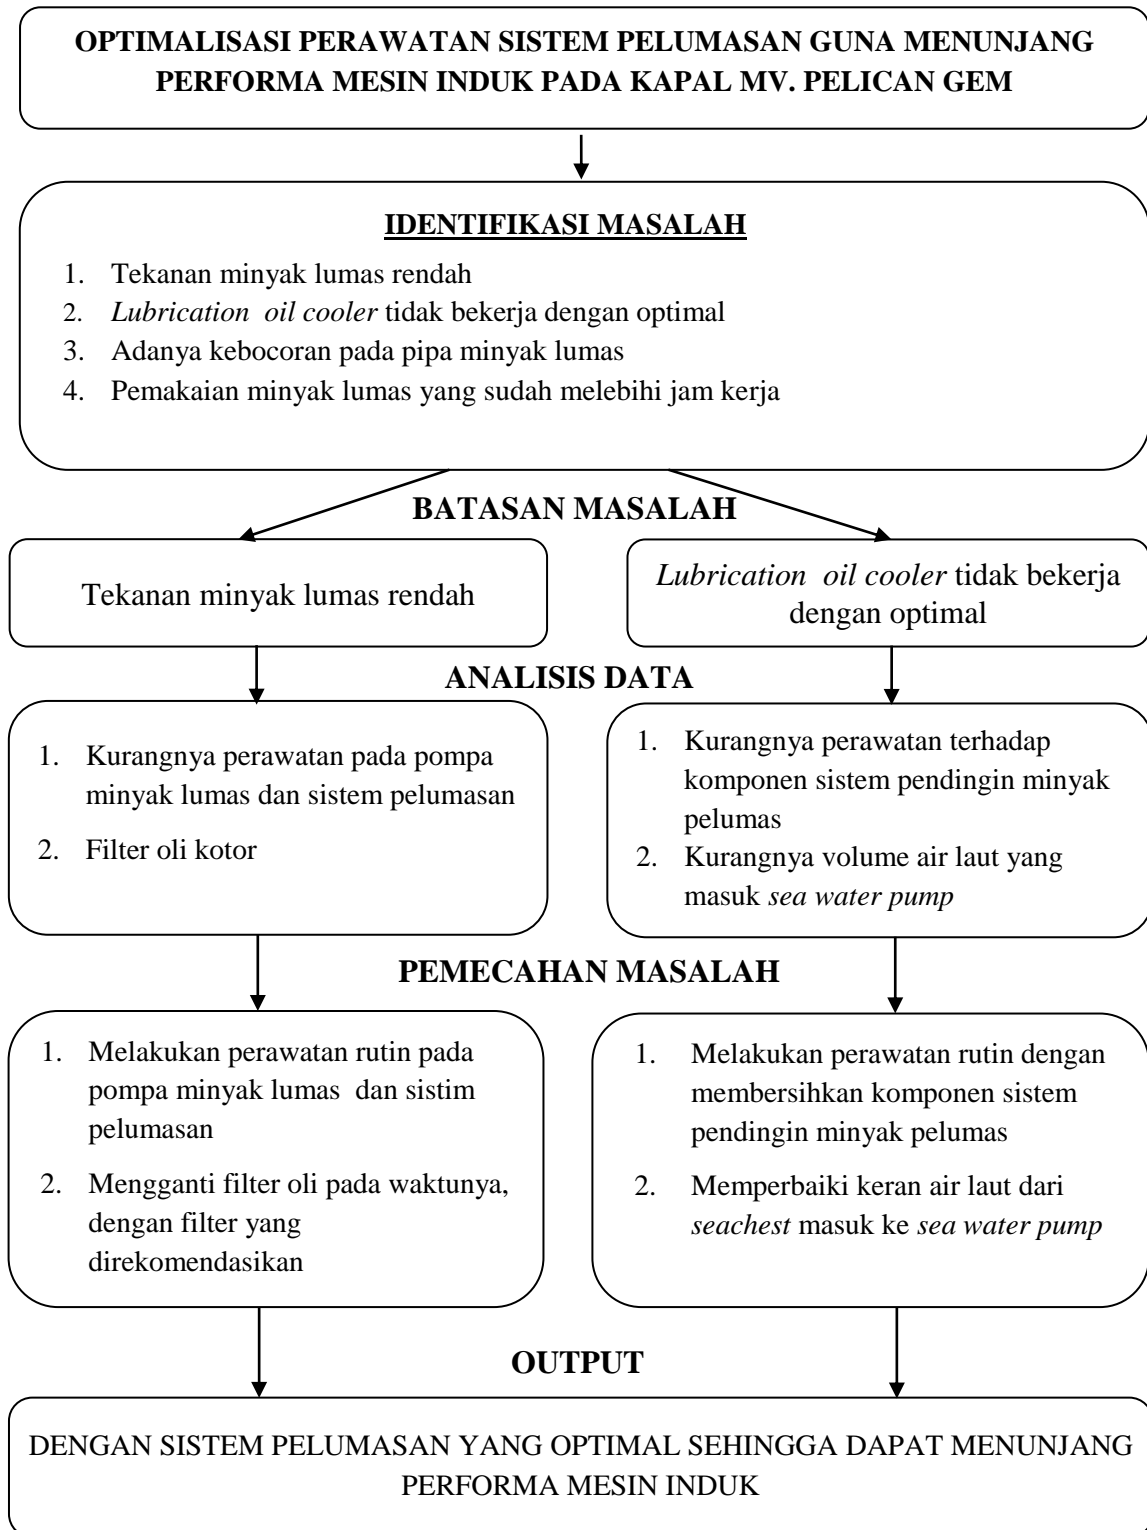 OPTIMALISASI PERAWATAN SISTEM PELUMASAN GUNA MENUNJANG
PERFORMA MESIN INDUK PADA KAPAL MV. PELICAN GEM
IDENTIFIKASI MASALAH
1. Tekanan minyak lumas rendah
2. Lubrication oil cooler tidak bekerja dengan optimal
3. Adanya kebocoran pada pipa minyak lumas
4. Pemakaian minyak lumas yang sudah melebihi jam kerja
BATASAN MASALAH
Tekanan minyak lumas rendah
Lubrication oil cooler tidak bekerja
dengan optimal
ANALISIS DATA
1. Kurangnya perawatan pada pompa
minyak lumas dan sistem pelumasan
2. Filter oli kotor
1. Kurangnya perawatan terhadap
komponen sistem pendingin minyak
pelumas
2. Kurangnya volume air laut yang
masuk sea water pump
PEMECAHAN MASALAH
1. Melakukan perawatan rutin pada
pompa minyak lumas dan sistim
pelumasan
2. Mengganti filter oli pada waktunya,
dengan filter yang
direkomendasikan
1. Melakukan perawatan rutin dengan
membersihkan komponen sistem
pendingin minyak pelumas
2. Memperbaiki keran air laut dari
seachest masuk ke sea water pump
OUTPUT
DENGAN SISTEM PELUMASAN YANG OPTIMAL SEHINGGA DAPAT MENUNJANG
PERFORMA MESIN INDUK